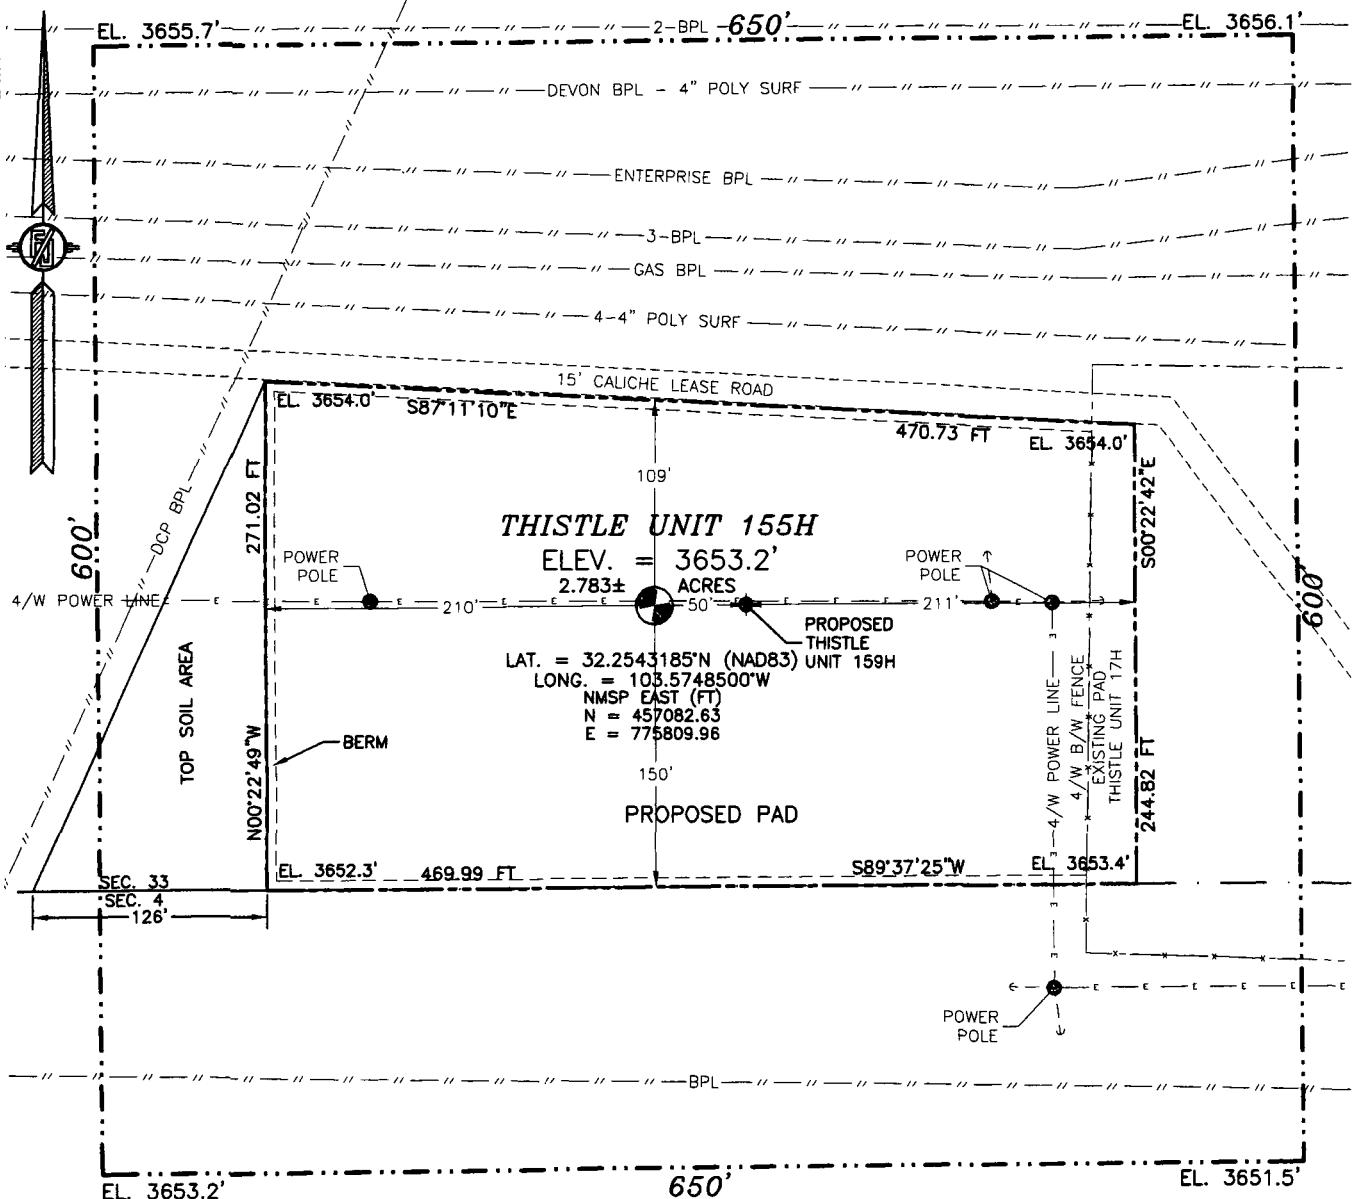 EL. 3655.7'
2-BPL
650'
EL. 3656.1'
DEVON BPL - 4" POLY SURF
ENTERPRISE BPL
3-BPL
GAS BPL
4-4" POLY SURF
15' CALICHE LEASE ROAD
EL. 3654.0'
S87°11'10"E
470.73 FT
EL. 3654.0'
109'
271.02 FT
S00°22'42"E
DCP BPL
600'
THISTLE UNIT 155H
ELEV. = 3653.2'
2.783± ACRES
POWER
POLE
POWER
POLE
4/W POWER LINE
210'
50'
211'
600'
PROPOSED
THISTLE
UNIT 159H
LAT. = 32.2543185°N (NAD83)
LONG. = 103.5748500°W
NMSP EAST (FT)
N = 457082.63
E = 775809.96
TOP SOIL AREA
N00°22'49"W
BERM
150'
PROPOSED PAD
4/W POWER LINE
4/W B/W FENCE
EXISTING PAD
THISTLE UNIT 17H
244.82 FT
EL. 3652.3'
469.99 FT
S89°37'25"W
EL. 3653.4'
SEC. 33
SEC. 4
126'
POWER
POLE
BPL
EL. 3653.2'
650'
EL. 3651.5'